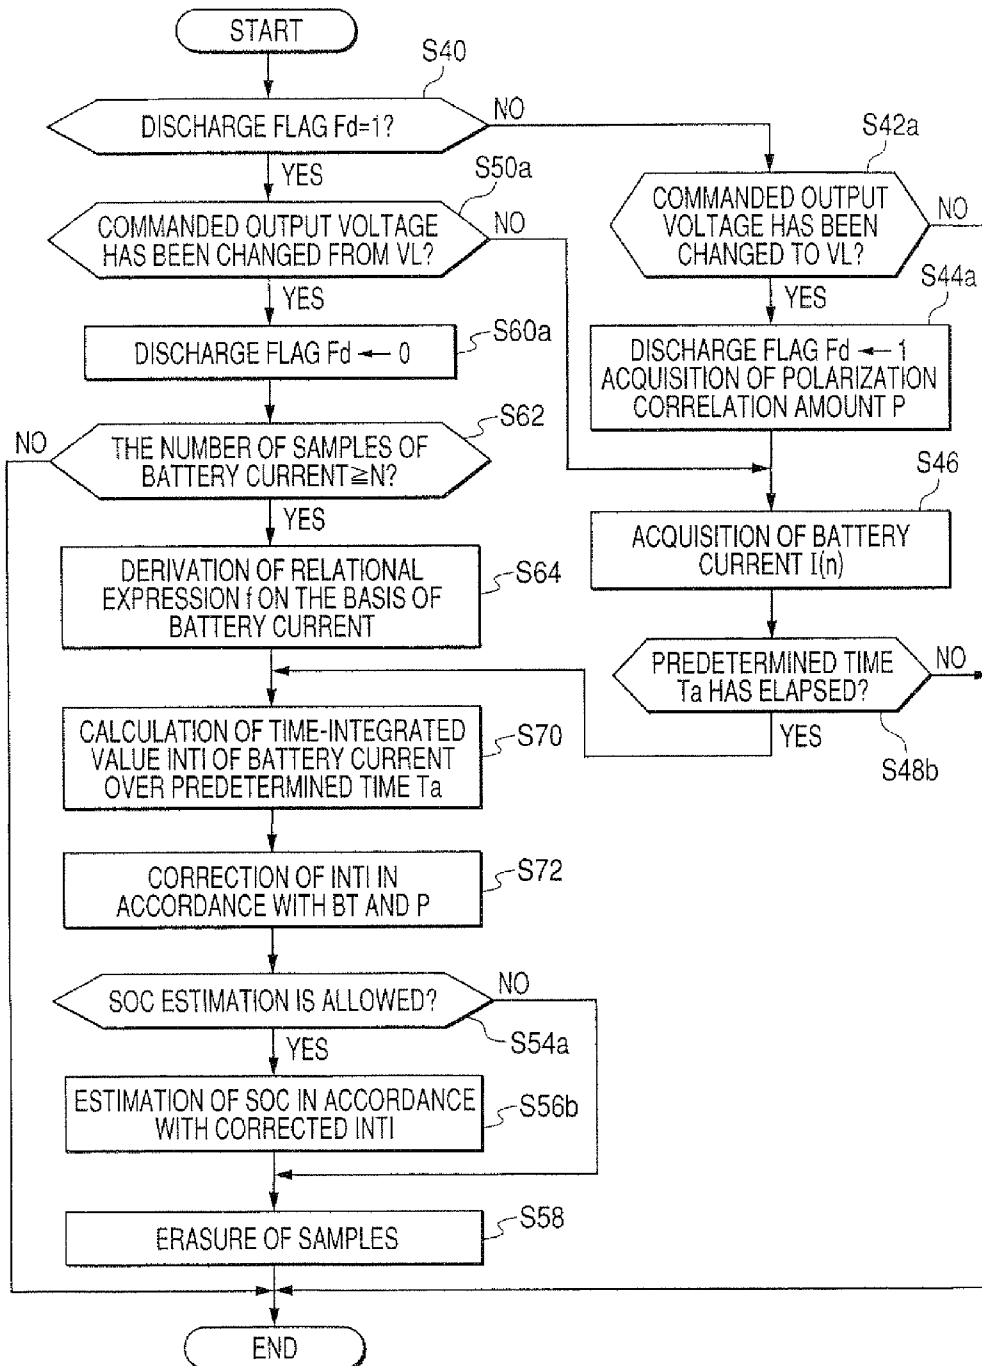 START
S40
DISCHARGE FLAG Fd=1?
NO
YES
S42a
COMMANDED OUTPUT
VOLTAGE HAS BEEN
CHANGED TO VL?
NO
YES
S50a
COMMANDED OUTPUT VOLTAGE
HAS BEEN CHANGED FROM VL?
NO
YES
S44a
DISCHARGE FLAG Fd ← 1
ACQUISITION OF POLARIZATION
CORRELATION AMOUNT P
S60a
DISCHARGE FLAG Fd ← 0
S62
NO
THE NUMBER OF SAMPLES OF
BATTERY CURRENT≧N?
YES
S46
ACQUISITION OF BATTERY
CURRENT I(n)
DERIVATION OF RELATIONAL
EXPRESSION f ON THE BASIS OF
BATTERY CURRENT
S64
PREDETERMINED TIME
Ta HAS ELAPSED?
NO
YES
S48b
CALCULATION OF TIME-INTEGRATED
VALUE INTI OF BATTERY CURRENT
OVER PREDETERMINED TIME Ta
S70
CORRECTION OF INTI IN
ACCORDANCE WITH BT AND P
S72
SOC ESTIMATION IS ALLOWED?
NO
YES
S54a
ESTIMATION OF SOC IN ACCORDANCE
WITH CORRECTED INTI
S56b
ERASURE OF SAMPLES
S58
END